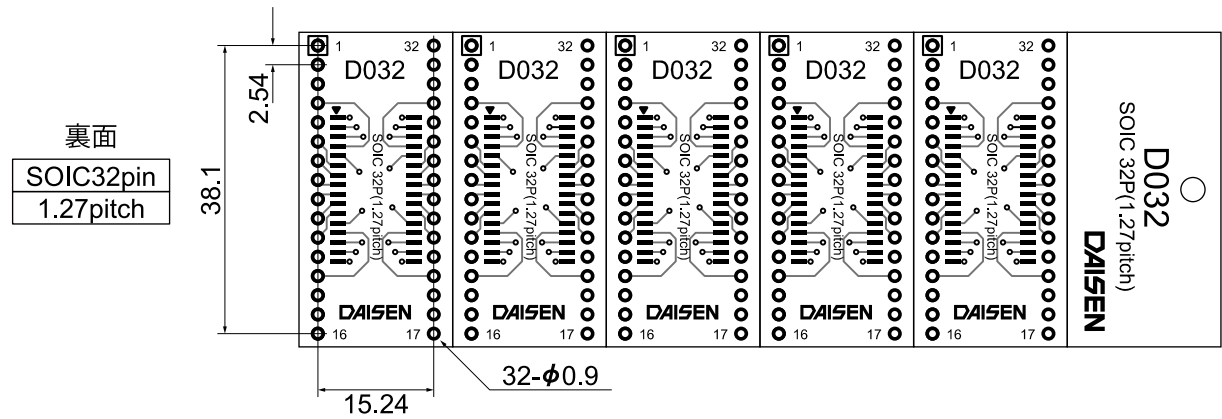 裏面
SOIC32pin
1.27pitch
2.54
38.1
15.24
32-ϕ0.9
1 32
D032
SOIC 32P(1.27pitch)
DAISEN
16 17
1 32
D032
SOIC 32P(1.27pitch)
DAISEN
16 17
1 32
D032
SOIC 32P(1.27pitch)
DAISEN
16 17
1 32
D032
SOIC 32P(1.27pitch)
DAISEN
16 17
1 32
D032
SOIC 32P(1.27pitch)
DAISEN
16 17
D032
SOIC 32P(1.27pitch)
DAISEN